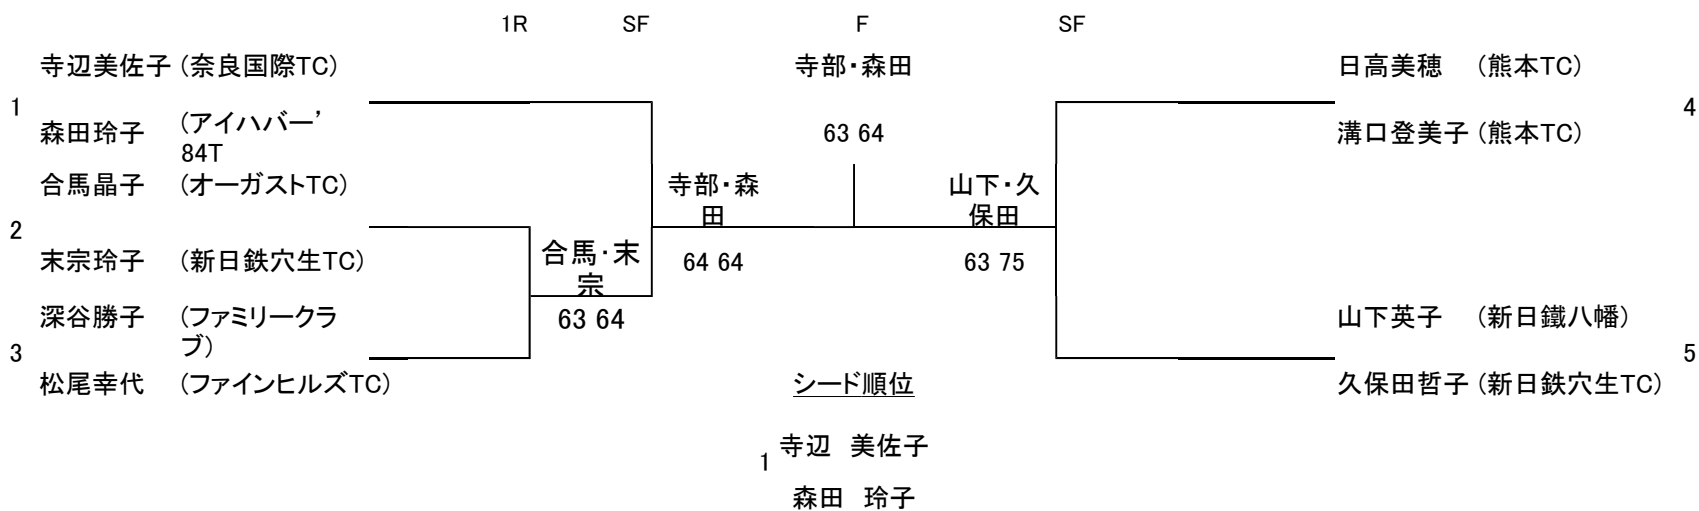 1R SF F SF
寺辺美佐子 (奈良国際TC)
寺部・森田
日高美穂 (熊本TC)
1
4
森田玲子 (アイハバー’
84T
63 64
溝口登美子 (熊本TC)
合馬晶子 (オーガストTC)
寺部・森
田
山下・久
保田
2
末宗玲子 (新日鉄穴生TC)
合馬・末
宗
64 64
63 75
深谷勝子 (ファミリークラ
ブ)
63 64
山下英子 (新日鐵八幡)
3
5
松尾幸代 (ファインヒルズTC)
シード順位
久保田哲子 (新日鉄穴生TC)
1
寺辺 美佐子
森田 玲子